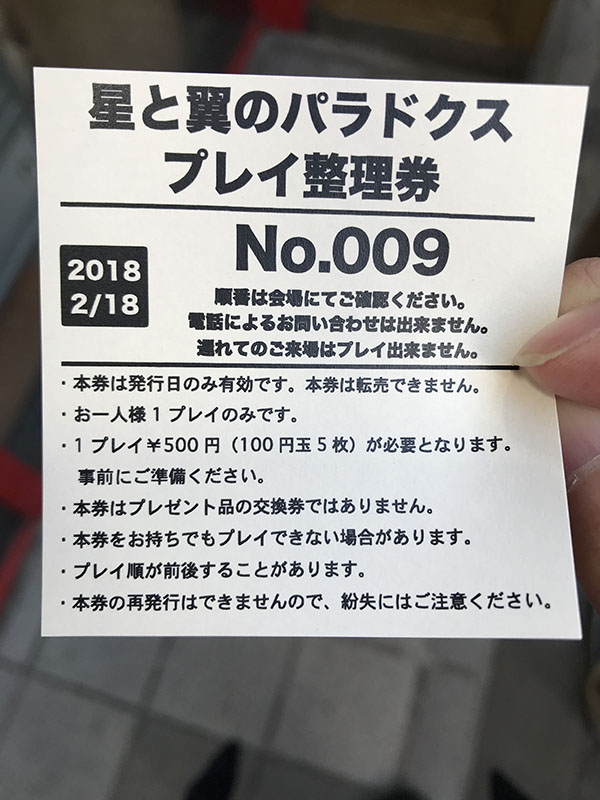 星と翼のパラドクス
プレイ整理券
2018
2/18
No.009
順番は会場にてご確認ください。
電話によるお問い合わせは出来ません。
遅れてのご来場はプレイ出来ません。
・本券は発行日のみ有効です。本券は転売できません。
・お一人様1プレイのみです。
・1プレイ¥500円（100円玉5枚）が必要となります。
事前にご準備ください。
・本券はプレゼント品の交換券ではありません。
・本券をお持ちでもプレイできない場合があります。
・プレイ順が前後することがあります。
・本券の再発行はできませんので、紛失にはご注意ください。